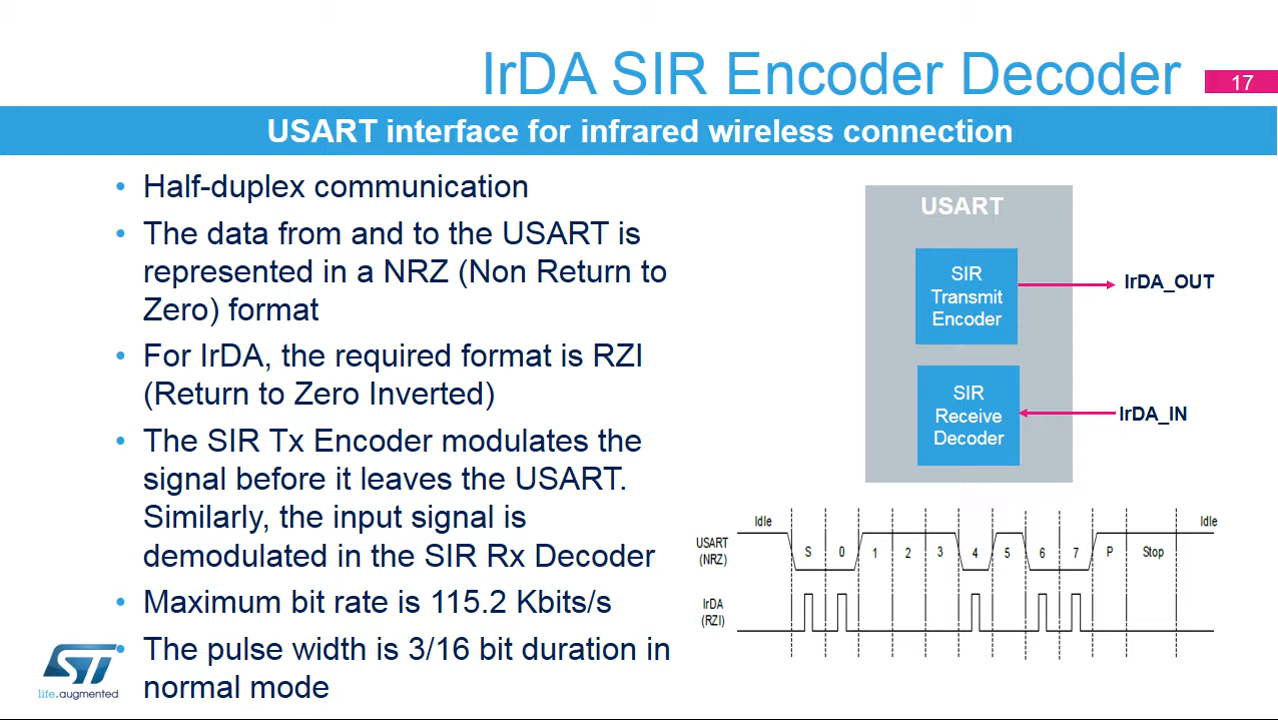 IrDA SIR Encoder Decoder
17
USART interface for infrared wireless connection
• Half-duplex communication
• The data from and to the USART is
represented in a NRZ (Non Return to
Zero) format
• For IrDA, the required format is RZI
(Return to Zero Inverted)
• The SIR Tx Encoder modulates the
signal before it leaves the USART.
Similarly, the input signal is
demodulated in the SIR Rx Decoder
• Maximum bit rate is 115.2 Kbits/s
• The pulse width is 3/16 bit duration in
normal mode
USART
SIR
Transmit
Encoder
IrDA_OUT
SIR
Receive
Decoder
IrDA_IN
Idle
Idle
USART
(NRZ)
S 0 1 2 3 4 5 6 7 P Stop
IrDA
(RZI)
ST
life.augmented